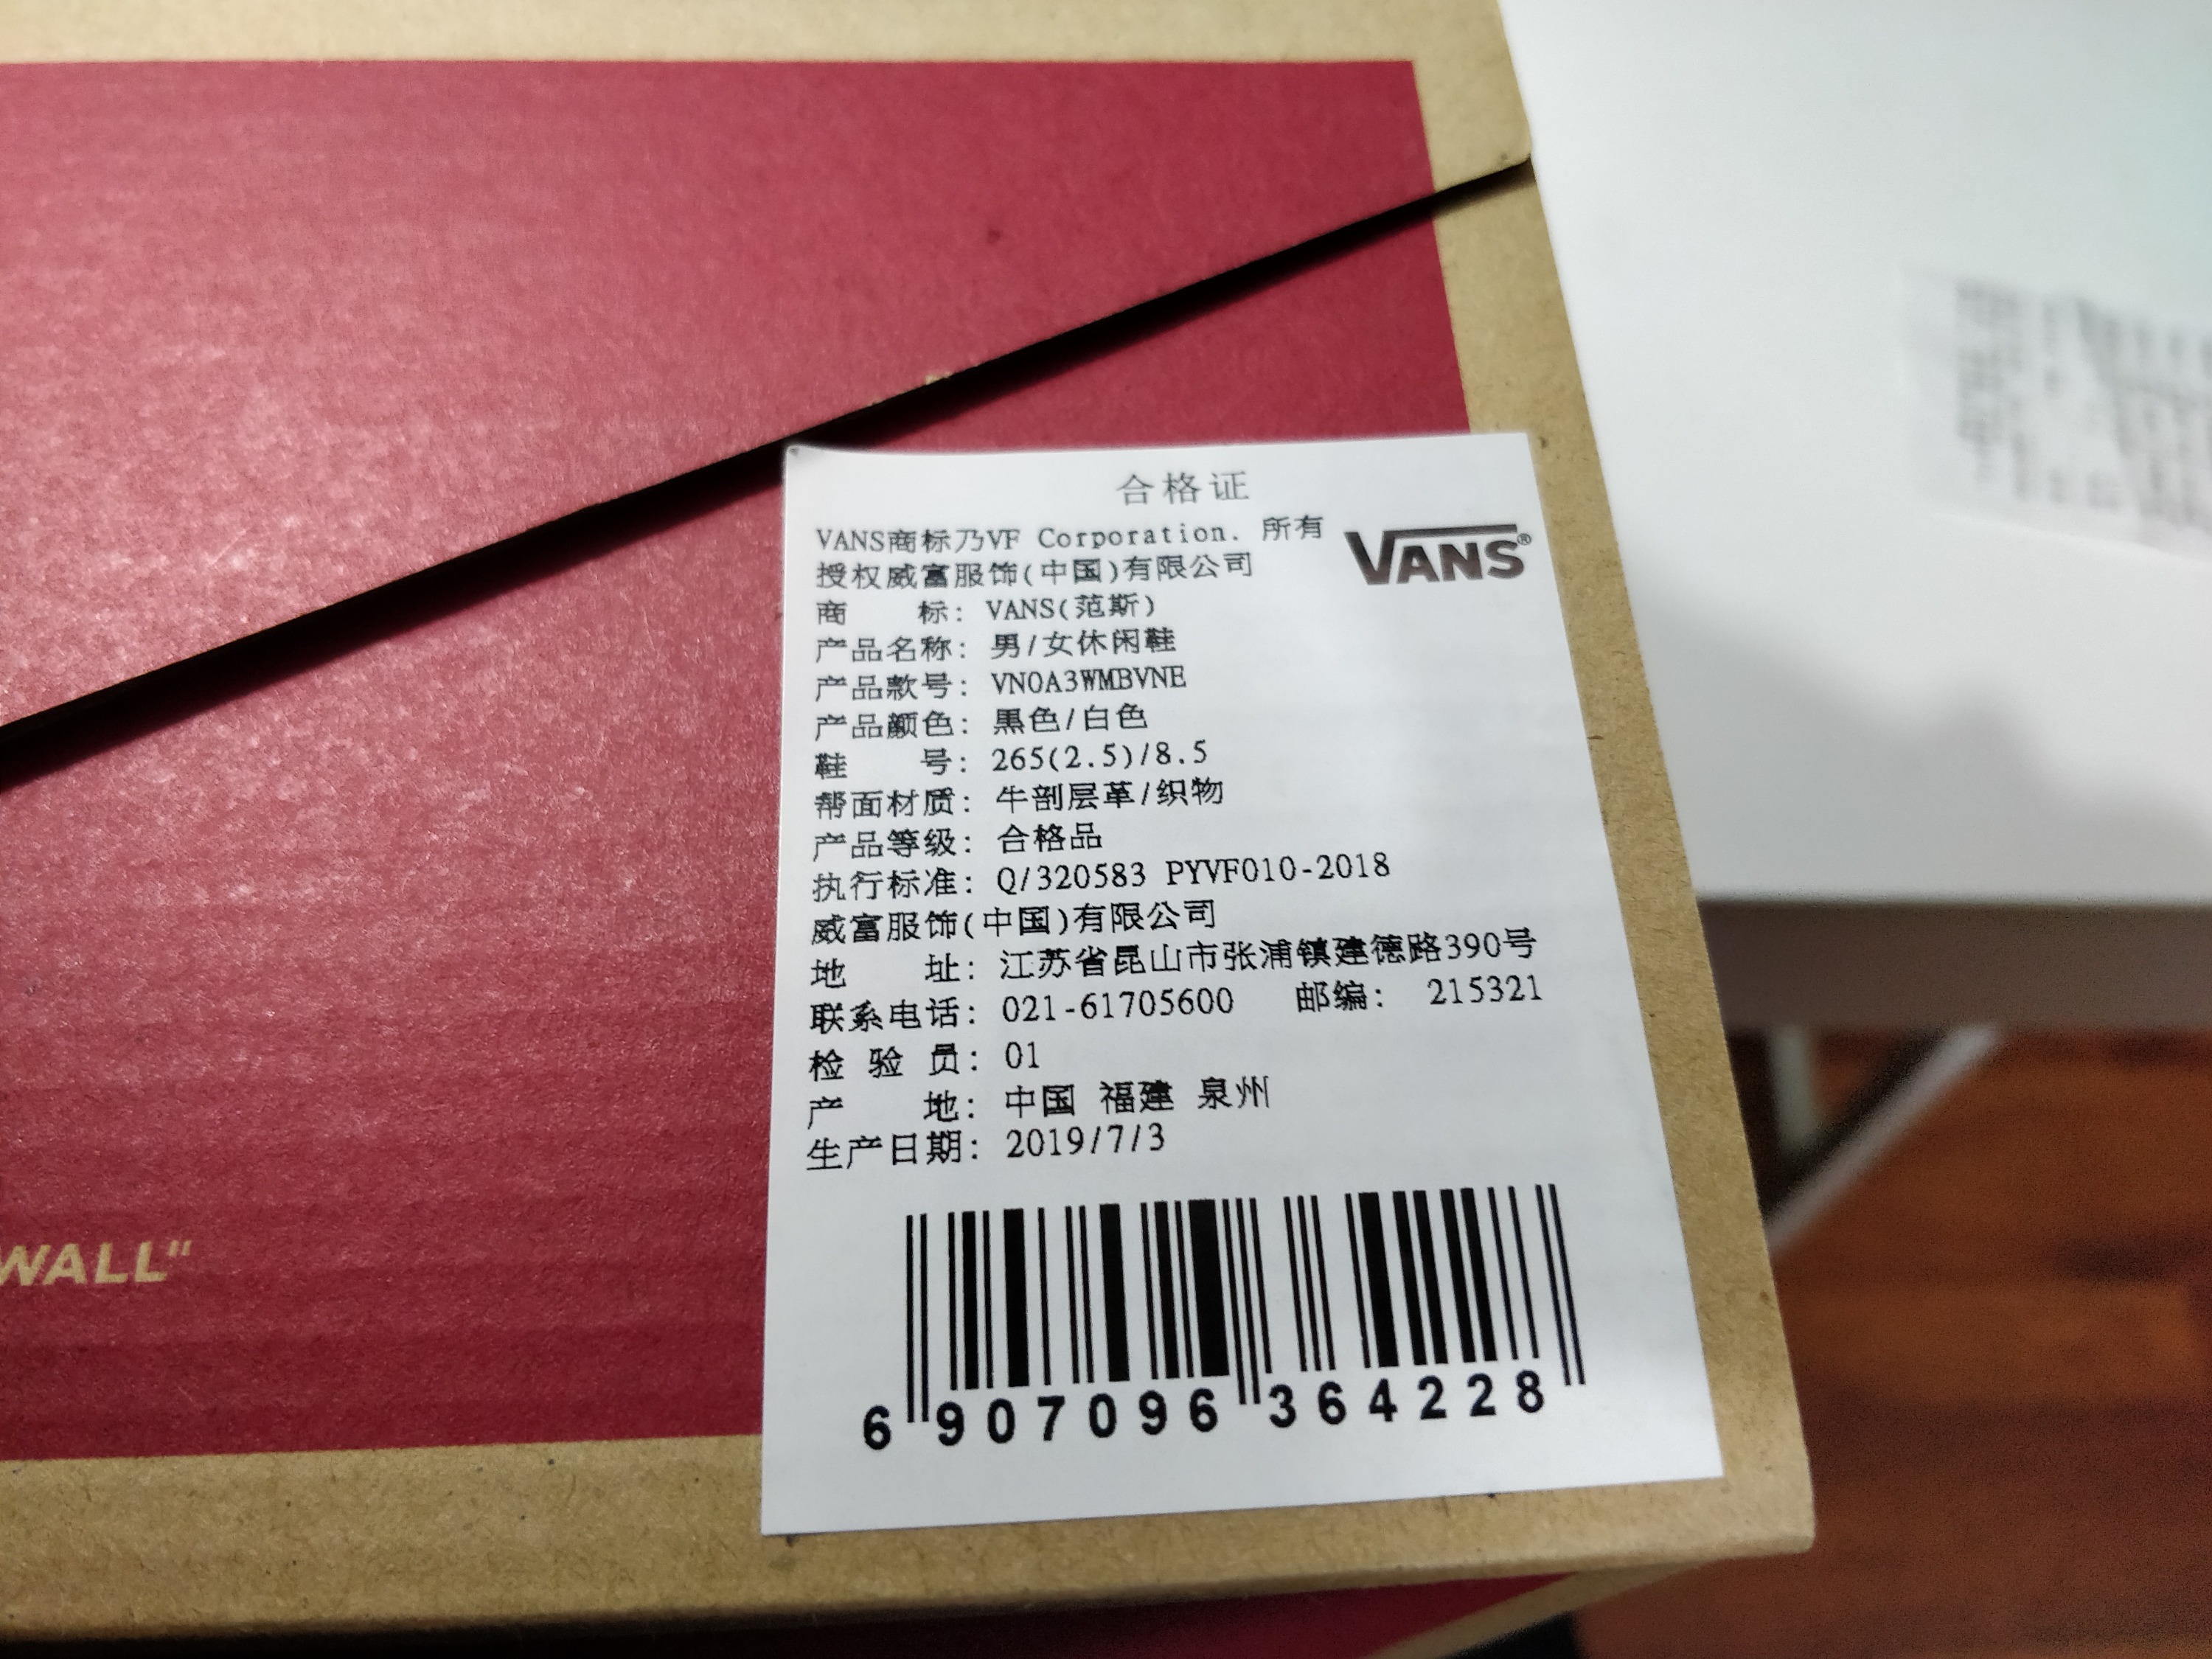 合格证
VANS商标乃VF Corporation. 所有
授权威富服饰(中国)有限公司
VANS®
商 标: VANS(范斯)
产品名称: 男/女休闲鞋
产品款号: VN0A3WMBVNE
产品颜色: 黑色/白色
鞋 号: 265(2.5)/8.5
帮面材质: 牛剖层革/织物
产品等级: 合格品
执行标准: Q/320583 PYVF010-2018
威富服饰(中国)有限公司
地 址: 江苏省昆山市张浦镇建德路390号
联系电话: 021-61705600 邮编: 215321
检 验 员: 01
产 地: 中国 福建 泉州
生产日期: 2019/7/3
WALL"
6 907096 364228